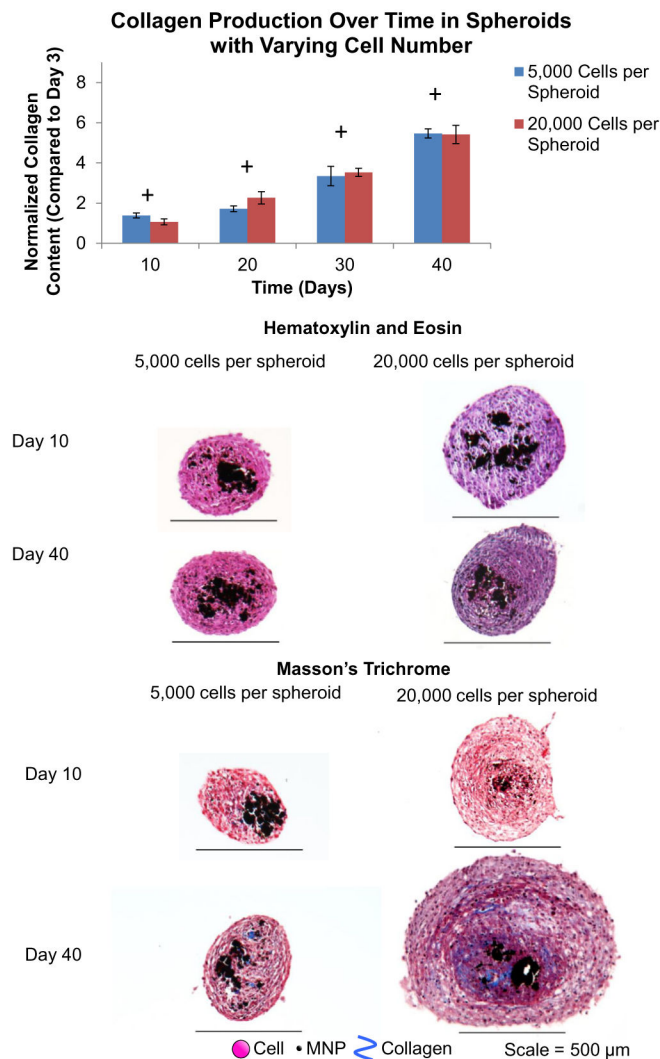 Collagen Production Over Time in Spheroids
with Varying Cell Number
Normalized Collagen
Content (Compared to Day 3)
8
6
4
2
0
+
+
+
+
10
20
30
40
Time (Days)
5,000 Cells per
Spheroid
20,000 Cells per
Spheroid
Hematoxylin and Eosin
5,000 cells per spheroid
20,000 cells per spheroid
Day 10
Day 40
Masson's Trichrome
5,000 cells per spheroid
20,000 cells per spheroid
Day 10
Day 40
Cell
MNP
Collagen
Scale = 500 μm